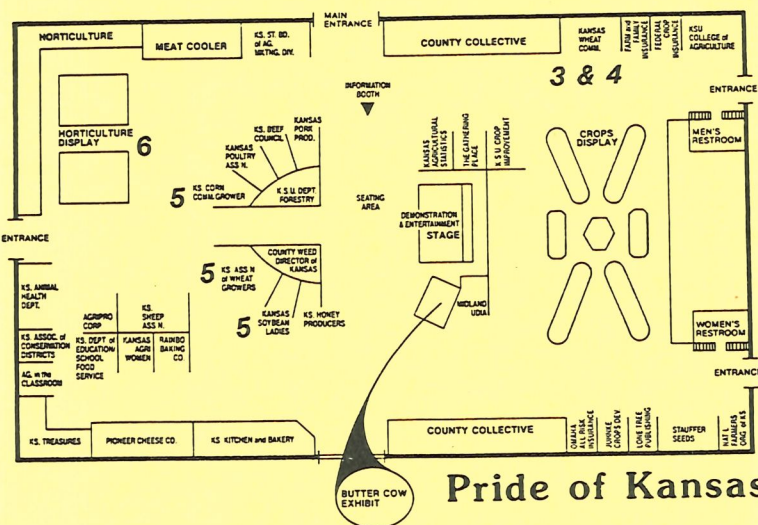 MAIN
ENTRANCE
HORTICULTURE
MEAT COOLER
KS. ST. BD.
of AG.
MKTNG. DIV.
COUNTY COLLECTIVE
KANSAS
WHEAT
COMM.
FARM and
FAMILY
INSURANCE
FEDERAL
CROP
INSURANCE
KSU
COLLEGE of
AGRICULTURE
3 & 4
ENTRANCE
INFORMATION
BOOTH
HORTICULTURE
DISPLAY
6
KANSAS
POULTRY
ASS'N.
KS. BEEF
COUNCIL
KANSAS
PORK
PROD.
5
KS. CORN
COMM. GROWER
K S U DEPT.
FORESTRY
KANSAS
AGRICULTURAL
STATISTICS
THE GATHERING
PLACE
K S U CROP
IMPROVEMENT
CROPS
DISPLAY
MEN'S
RESTROOM
SEATING
AREA
DEMONSTRATION
& ENTERTAINMENT
STAGE
ENTRANCE
5
KS. ASS'N
of WHEAT
GROWERS
COUNTY WEED
DIRECTOR of
KANSAS
5
KANSAS
SOYBEAN
LADIES
KS. HONEY
PRODUCERS
MIDLAND
UDIA
KS. ANIMAL
HEALTH
DEPT.
AGRIPRO
CORP
KS.
SHEEP
ASS'N.
KS. ASSOC. of
CONSERVATION
DISTRICTS
KS. DEPT of
EDUCATION/
SCHOOL
FOOD
SERVICE
KANSAS
AGRI
WOMEN
RAINBO
BAKING
CO.
AG. in the
CLASSROOM
WOMEN'S
RESTROOM
ENTRANCE
KS. TREASURES
PIONEER CHEESE CO.
KS KITCHEN and BAKERY
COUNTY COLLECTIVE
OMAHA
ALL RISK
INSURANCE
CROPS DEV.
LONE TREE
PUBLISHING
STAUFFER
SEEDS
NAT'L
FARMERS
ORG. of KS
BUTTER COW
EXHIBIT
Pride of Kansas